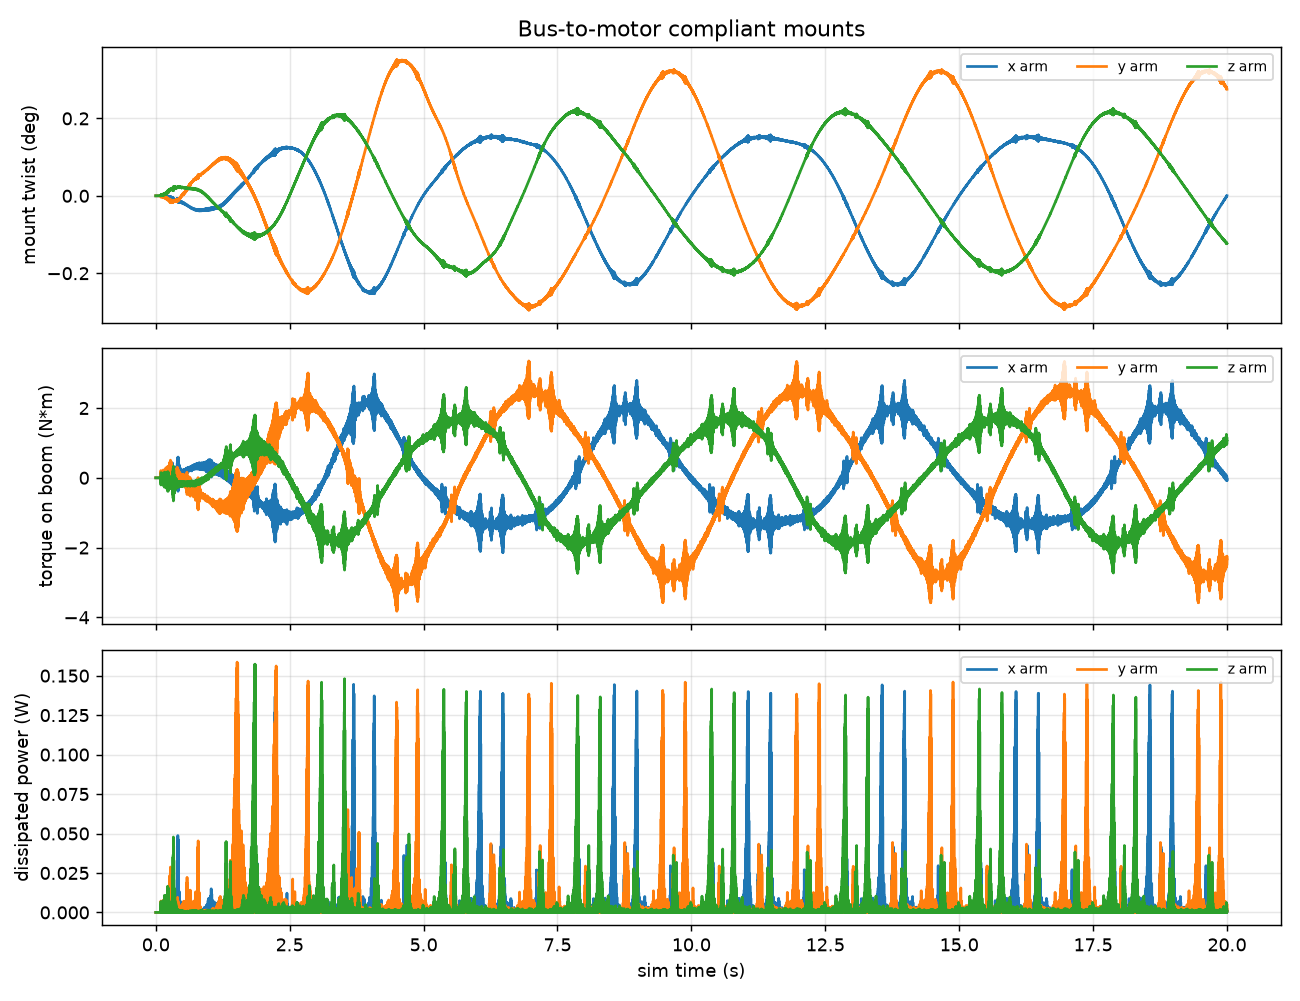 Bus-to-motor compliant mounts
mount twist (deg)
0.2
0.0
−0.2
x arm y arm z arm
torque on boom (N*m)
2
0
−2
−4
x arm y arm z arm
dissipated power (W)
0.150
0.125
0.100
0.075
0.050
0.025
0.000
x arm y arm z arm
0.0 2.5 5.0 7.5 10.0 12.5 15.0 17.5 20.0
sim time (s)